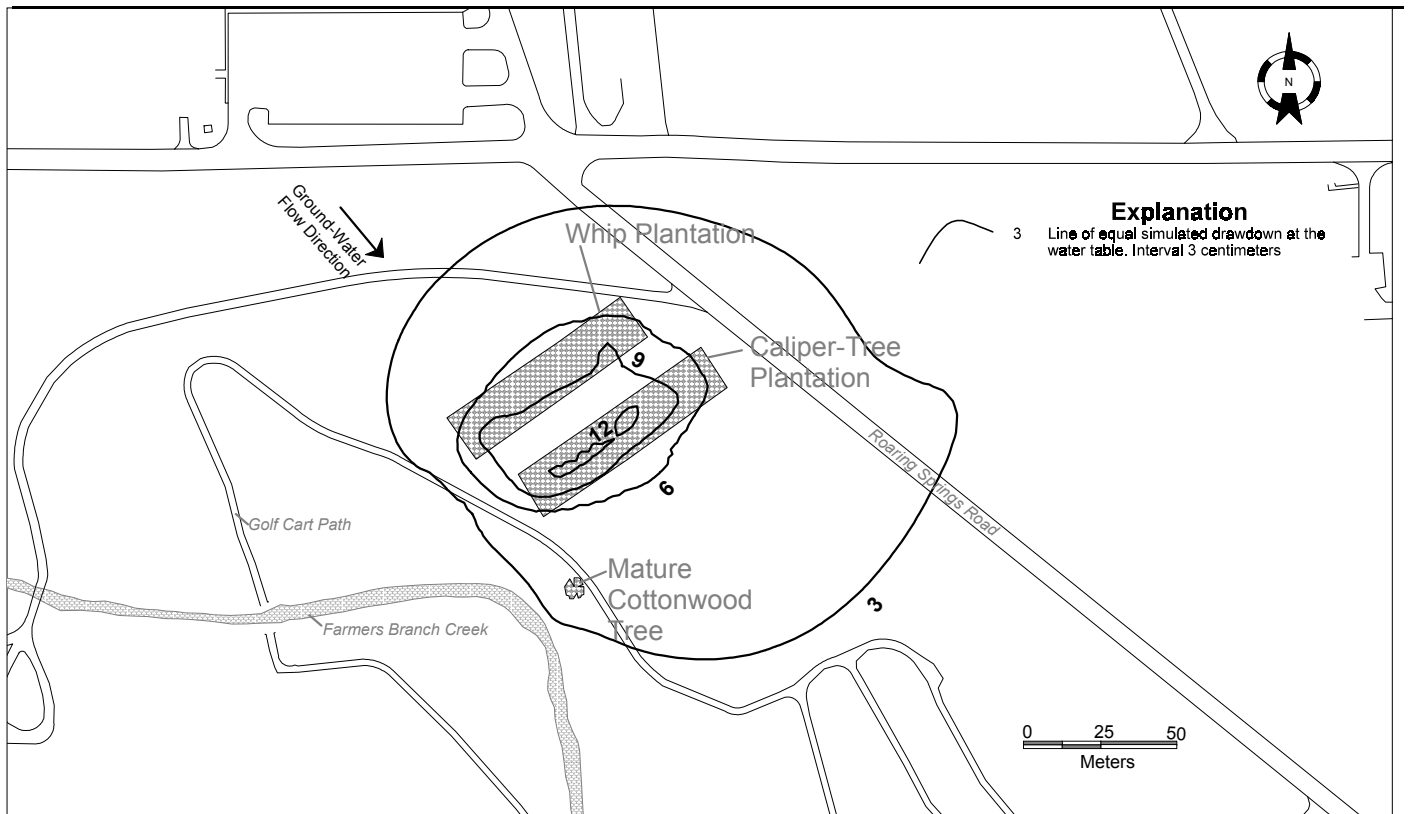 N
Ground-Water
Flow Direction
Explanation
3 Line of equal simulated drawdown at the
water table. Interval 3 centimeters
Whip Plantation
9
Caliper-Tree
Plantation
12
6
Roaring Springs Road
Golf Cart Path
Mature
Cottonwood
Tree
3
Farmers Branch Creek
0 25 50
Meters